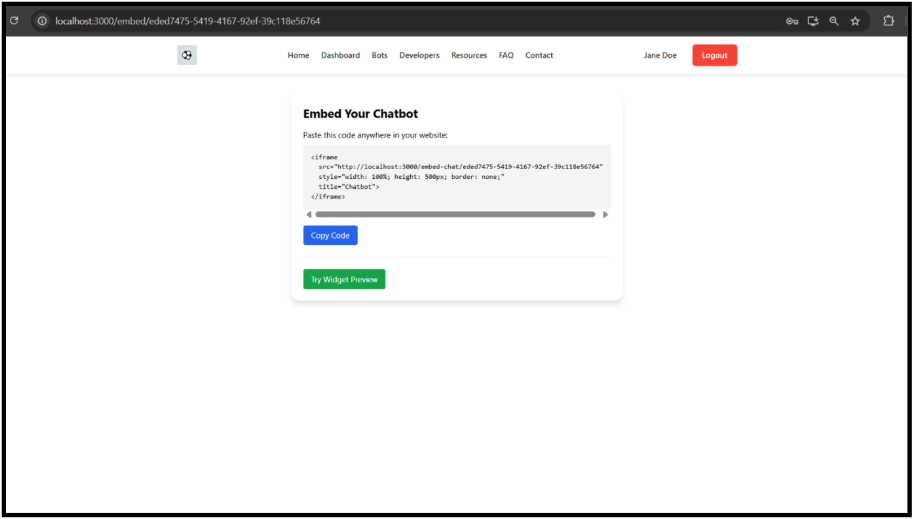 localhost:3000/embed/eded7475-5419-4167-92ef-39c118e56764
Home Dashboard Bots Developers Resources FAQ Contact Jane Doe Logout
Embed Your Chatbot
Paste this code anywhere in your website:
<iframe
src="http://localhost:3000/embed-chat/eded7475-5419-4167-92ef-39c118e56764"
style="width: 100%; height: 500px; border: none;"
title="Chatbot">
</iframe>
Copy Code
Try Widget Preview